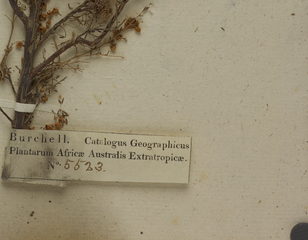 Burchell. Catalogus Geographicus
Plantarum Africæ Australis Extratropicæ.
No. 5523.